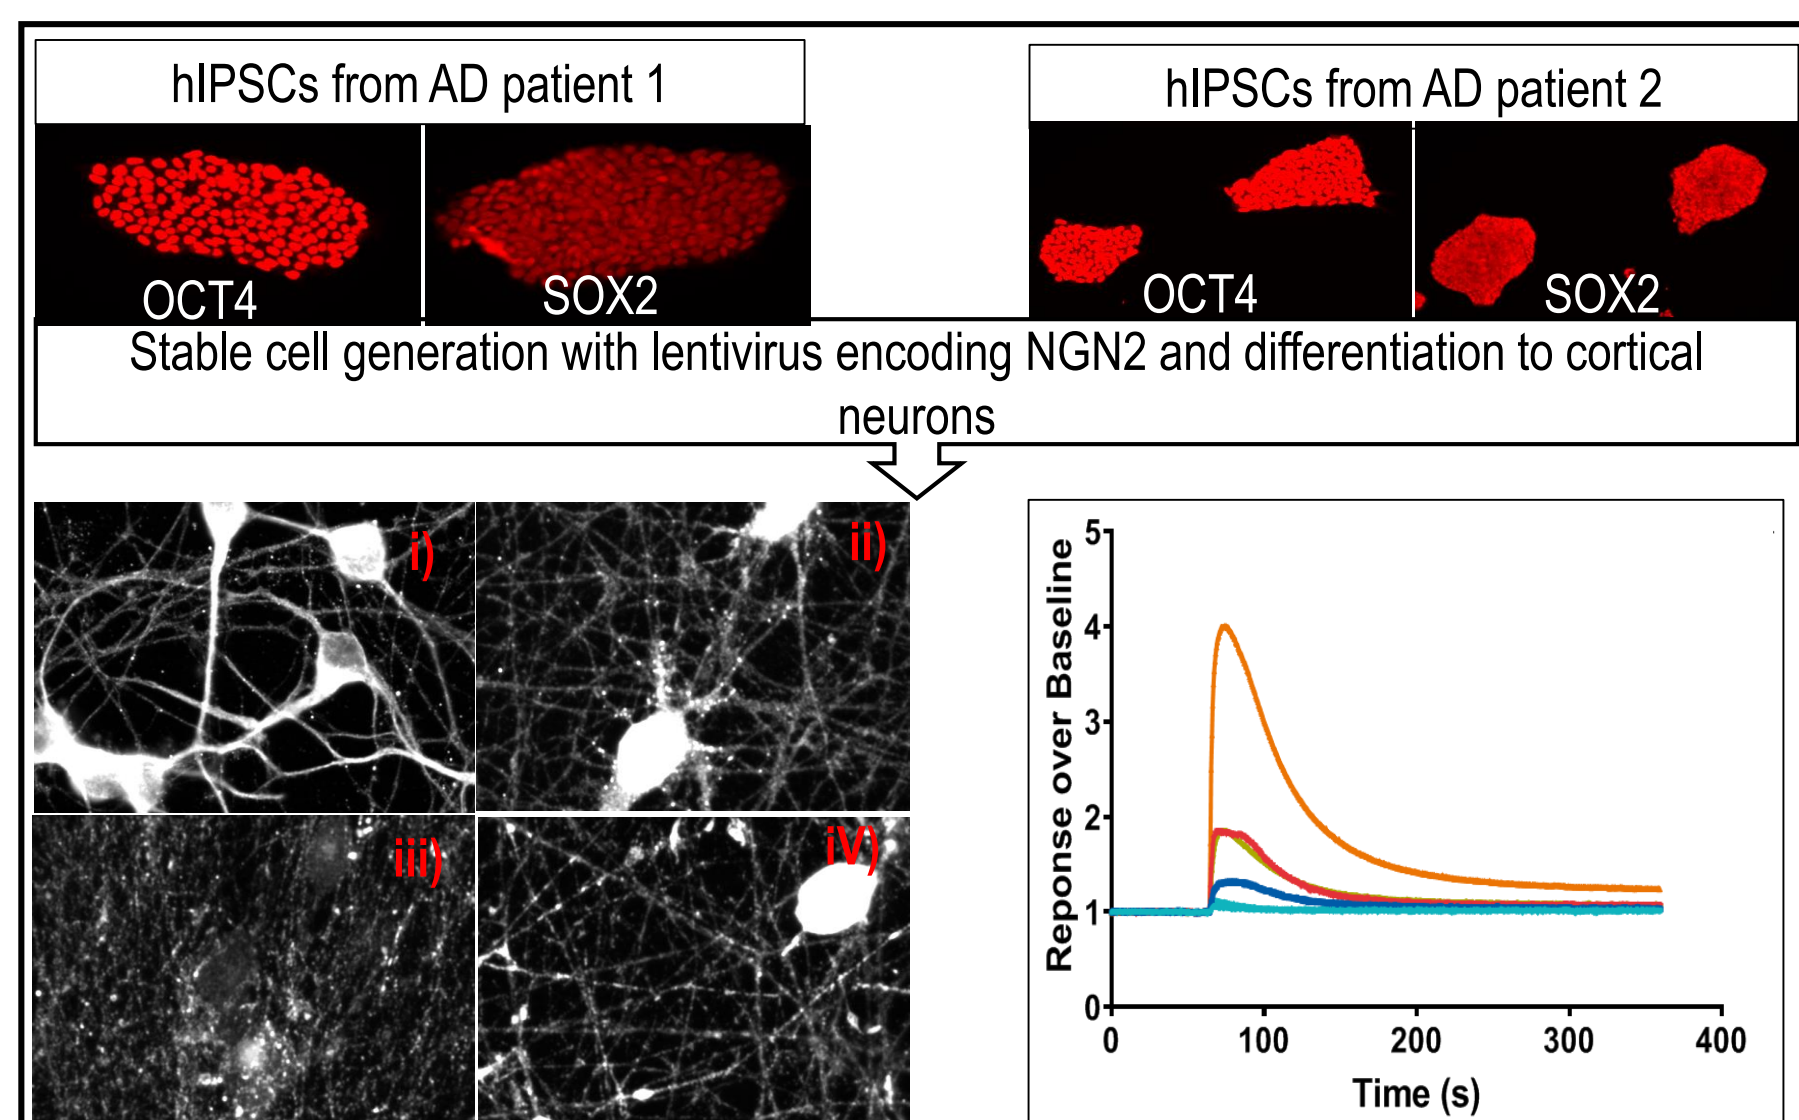 hIPSCs from AD patient 1
hIPSCs from AD patient 2
OCT4
SOX2
OCT4
SOX2
Stable cell generation with lentivirus encoding NGN2 and differentiation to cortical
neurons
i)
ii)
iii)
iV)
Reponse over Baseline
5
4
3
2
1
0
0 100 200 300 400
Time (s)